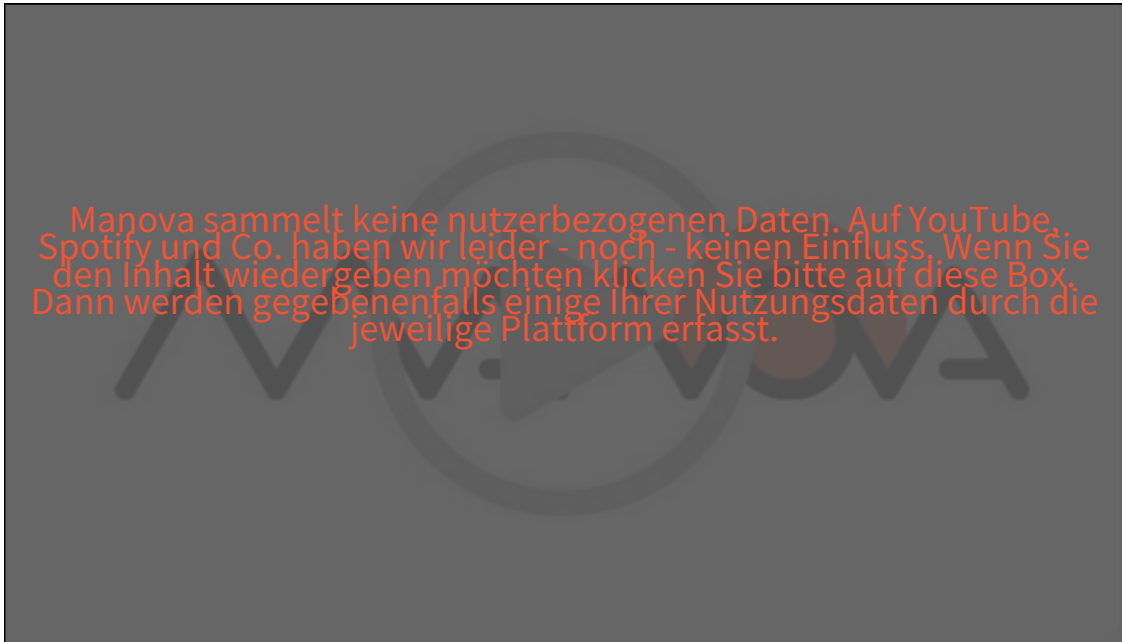 Manova sammelt keine nutzerbezogenen Daten. Auf YouTube,
Spotify und Co. haben wir leider - noch - keinen Einfluss. Wenn Sie
den Inhalt wiedergeben möchten klicken Sie bitte auf diese Box.
Dann werden gegebenenfalls einige Ihrer Nutzungsdaten durch die
jeweilige Plattform erfasst.
MANOVA